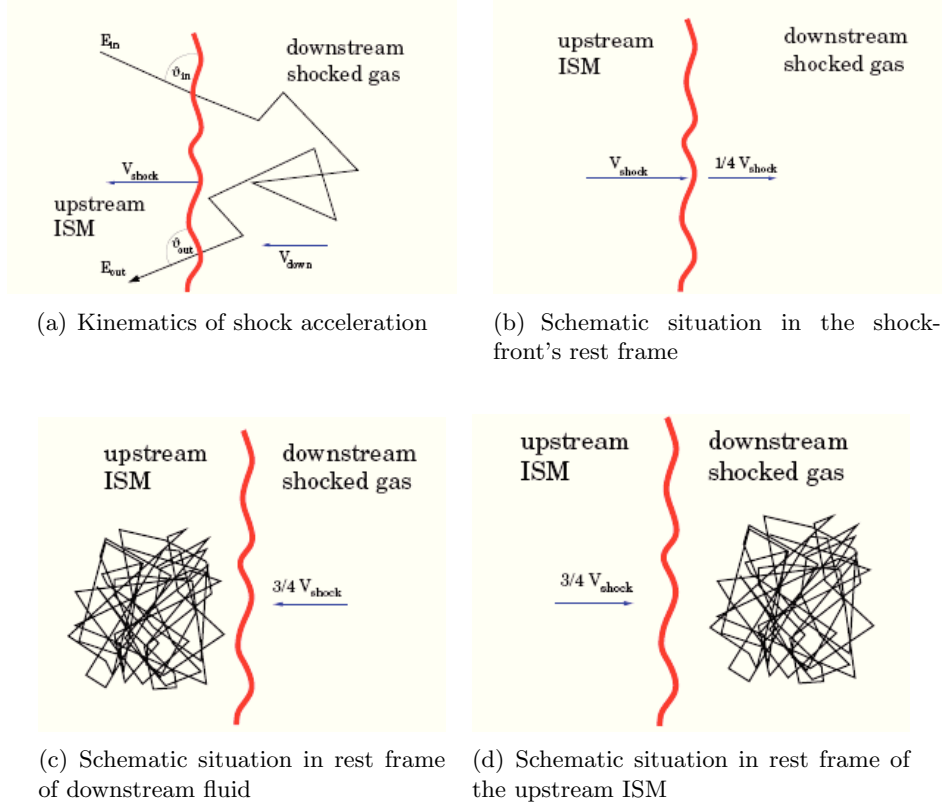 E_in
ϑ_in
downstream
shocked gas
V_shock
upstream
ISM
ϑ_out
E_out
V_down
(a) Kinematics of shock acceleration
upstream
ISM
downstream
shocked gas
V_shock
1/4 V_shock
(b) Schematic situation in the shock-
front's rest frame
upstream
ISM
downstream
shocked gas
3/4 V_shock
(c) Schematic situation in rest frame
of downstream fluid
upstream
ISM
downstream
shocked gas
3/4 V_shock
(d) Schematic situation in rest frame of
the upstream ISM